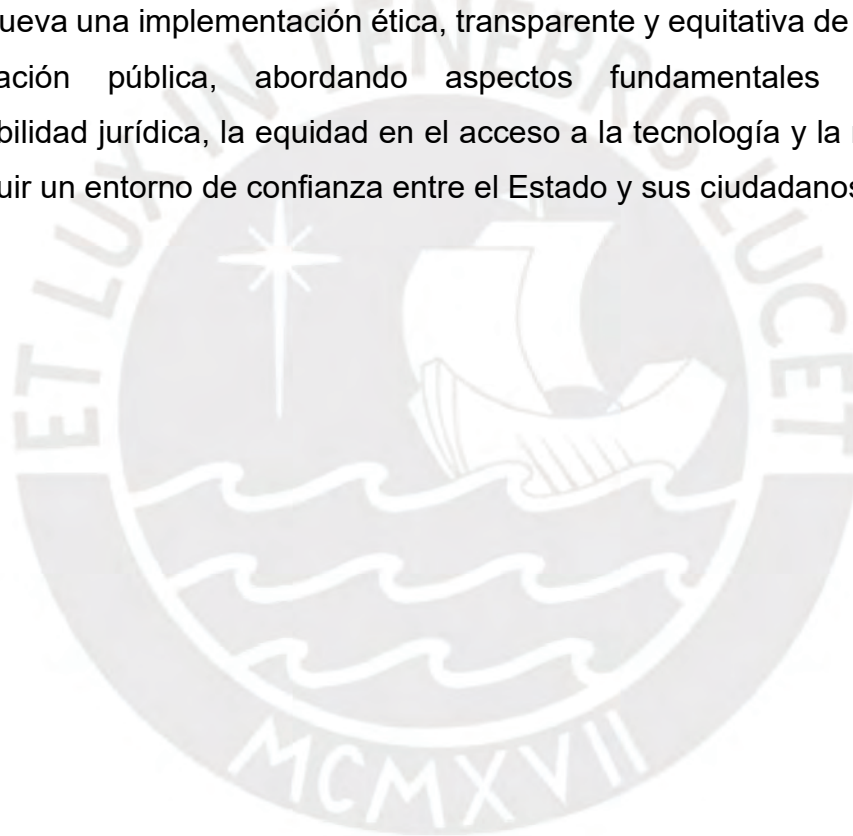 ueva una implementación ética, transparente y equitativa de
ación pública, abordando aspectos fundamentales
bilidad jurídica, la equidad en el acceso a la tecnología y la
uir un entorno de confianza entre el Estado y sus ciudadanos
ET LUX IN TENEBRIS LUCET
MCMXVII